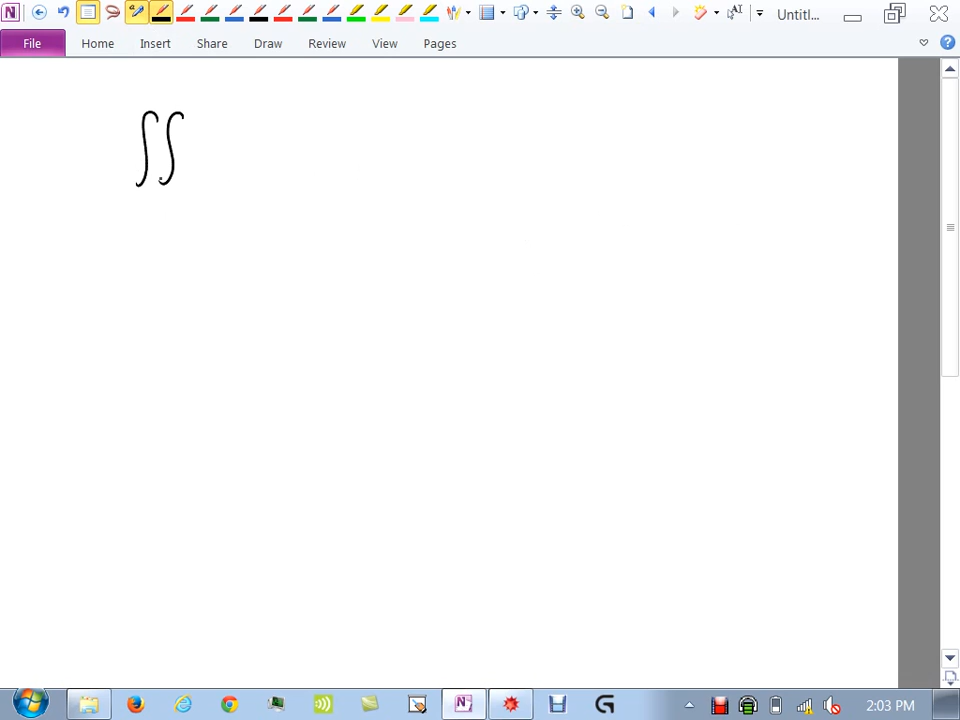 Untitl...
File Home Insert Share Draw Review View Pages
∫∫
2:03 PM